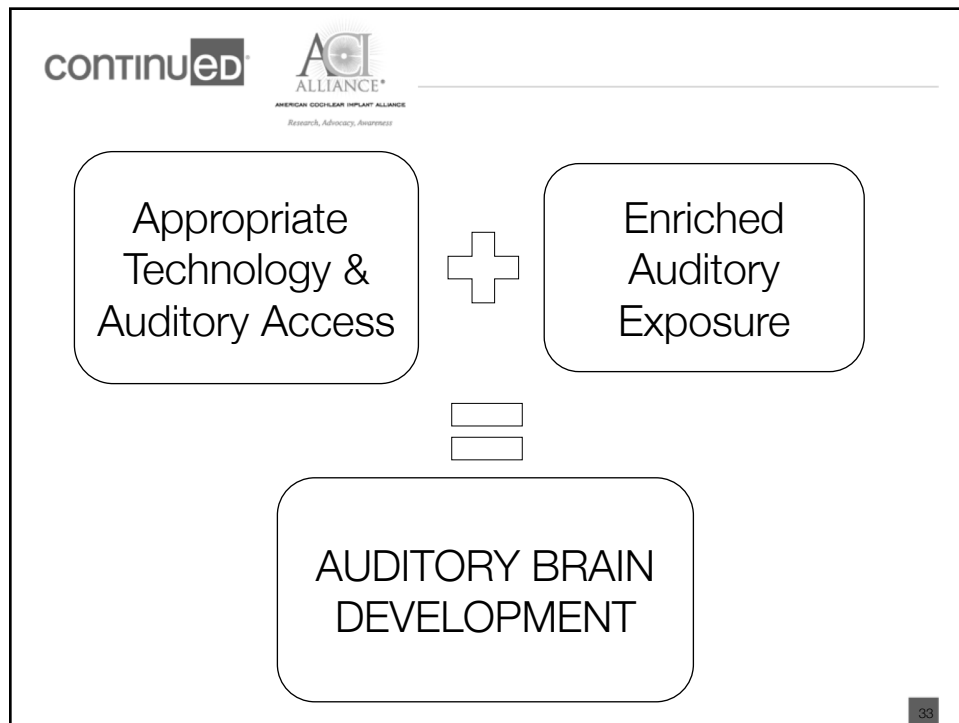 CONTINUED
ACI
ALLIANCE*
AMERICAN COCHLEAR IMPLANT ALLIANCE
Research, Advocacy, Awareness
Appropriate
Technology &
Auditory Access
Enriched
Auditory
Exposure
AUDITORY BRAIN
DEVELOPMENT
33